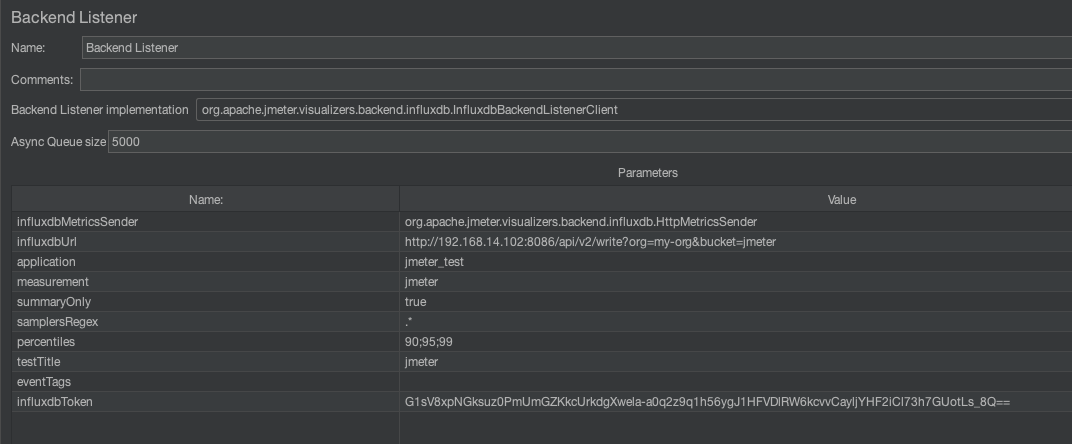 Backend Listener
Name: Backend Listener
Comments:
Backend Listener implementation org.apache.jmeter.visualizers.backend.influxdb.InfluxdbBackendListenerClient
Async Queue size 5000
Parameters
Name: Value
influxdbMetricsSender org.apache.jmeter.visualizers.backend.influxdb.HttpMetricsSender
influxdbUrl http://192.168.14.102:8086/api/v2/write?org=my-org&bucket=jmeter
application jmeter_test
measurement jmeter
summaryOnly true
samplersRegex .*
percentiles 90;95;99
testTitle jmeter
eventTags
influxdbToken G1sV8xpNGksuz0PmUmGZKkcUrkdgXwela-a0q2z9q1h56ygJ1HFVDlRW6kcvvCayljYHF2iCl73h7GUotLs_8Q==